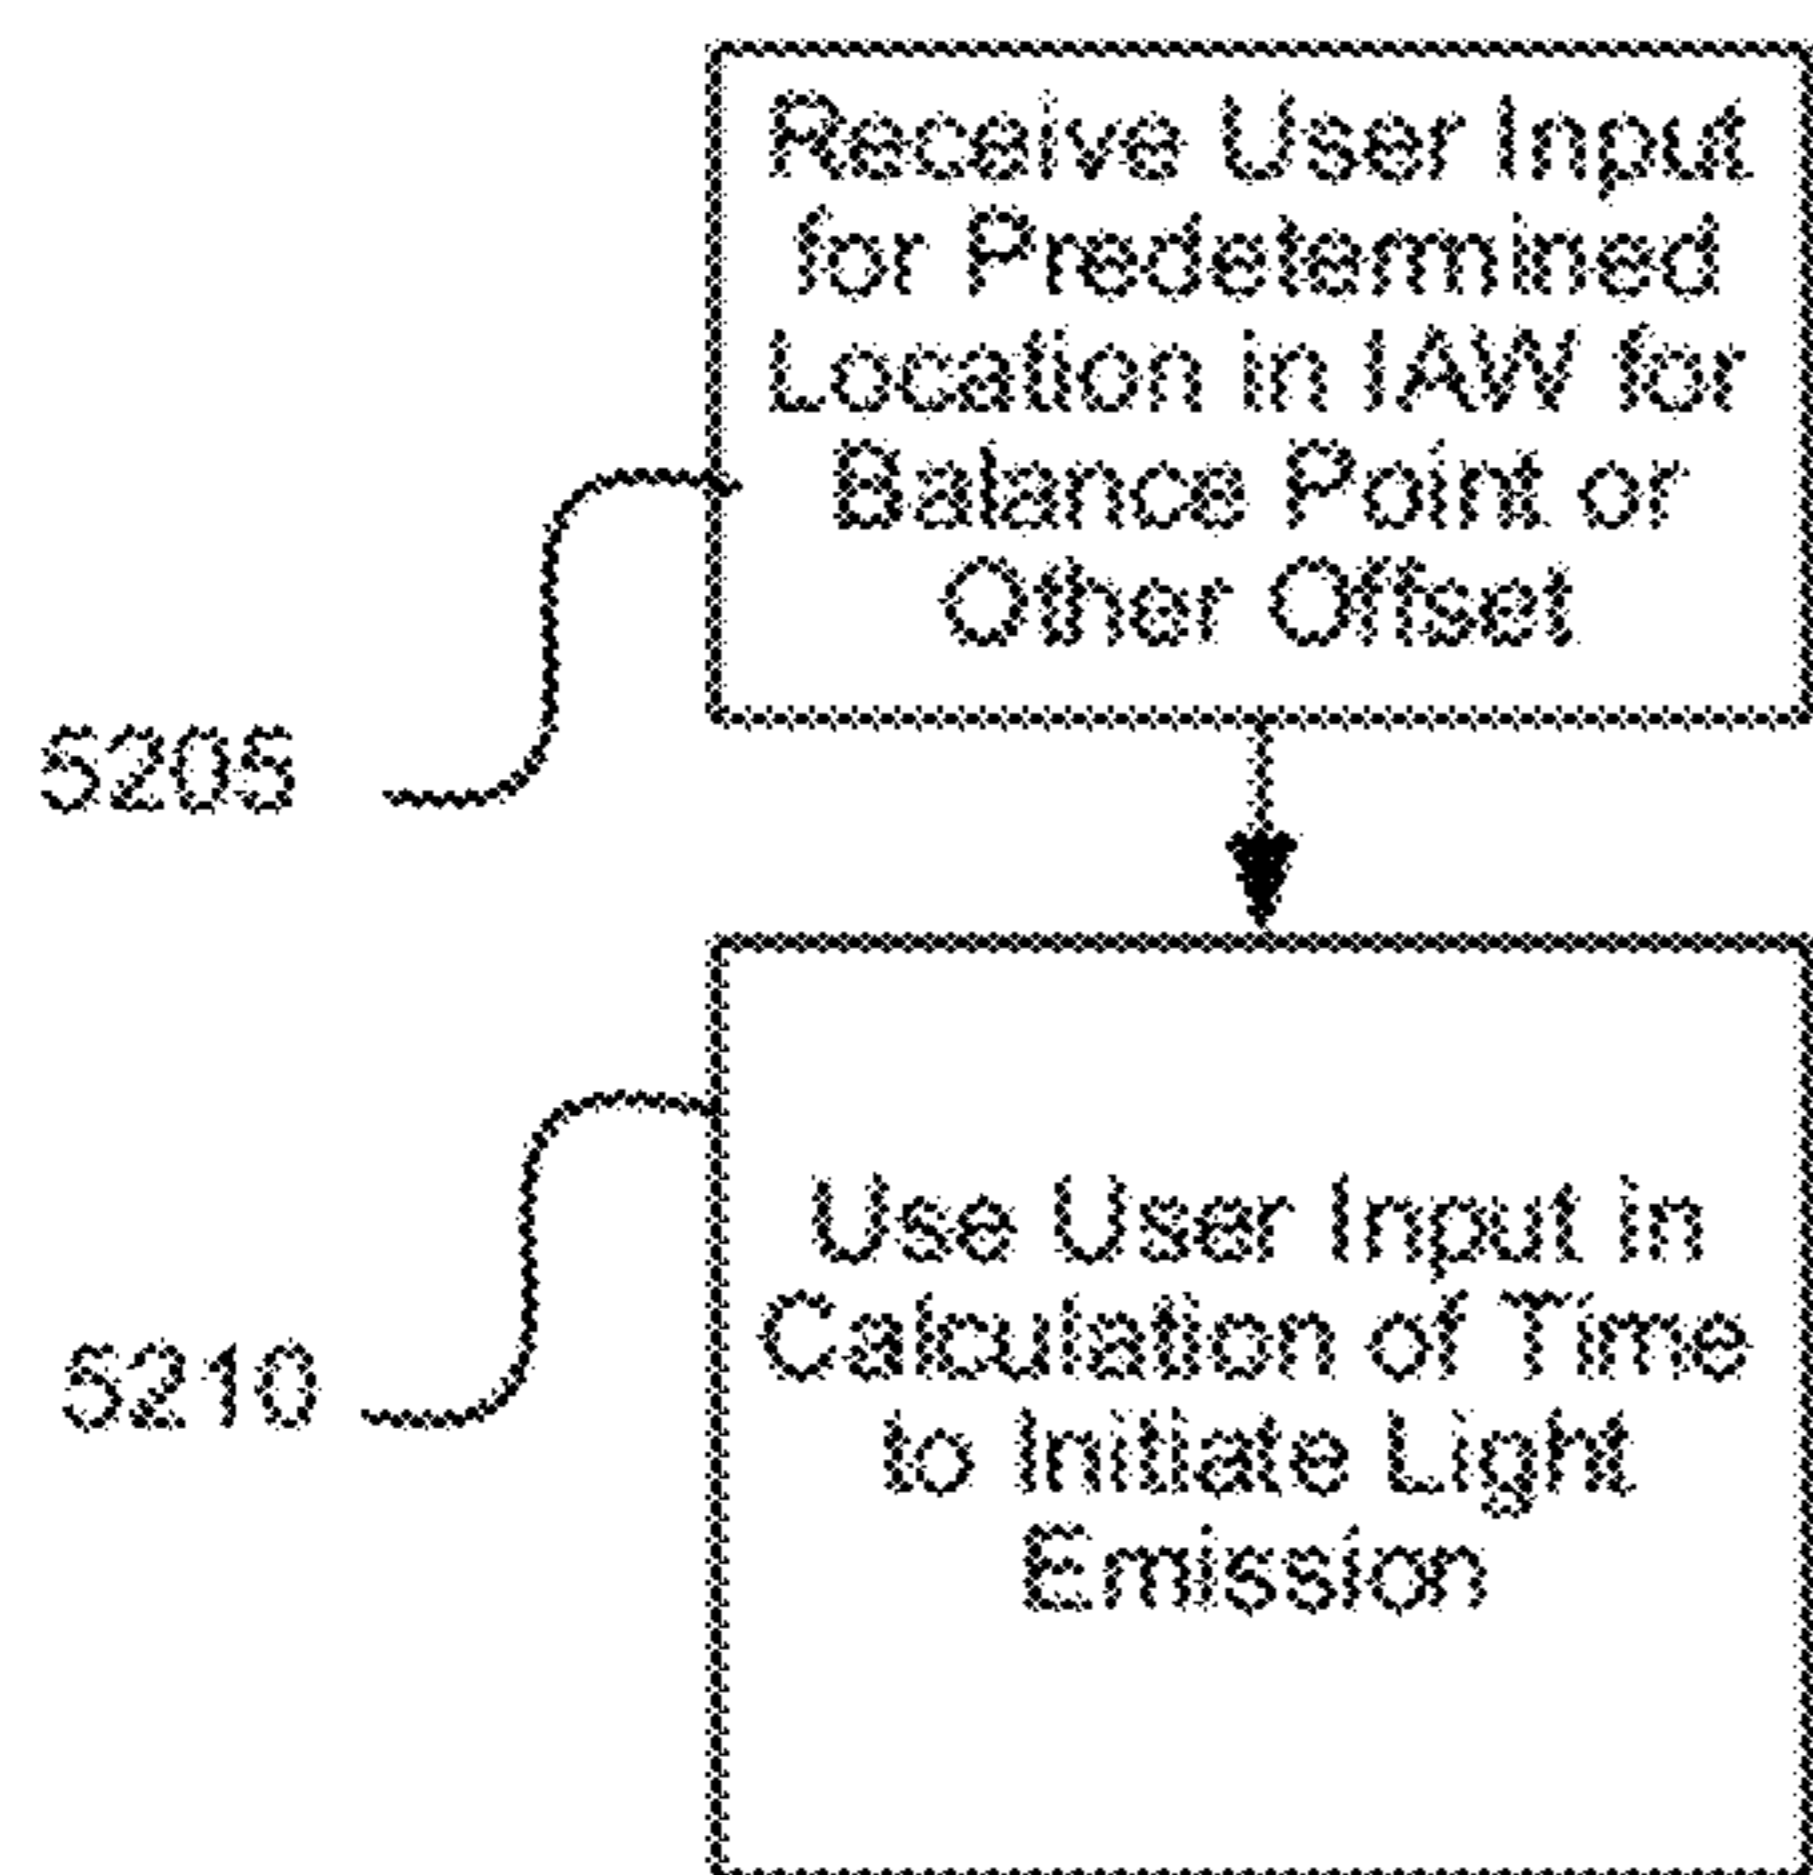 Receive User Input
for Predetermined
Location in IAW for
Balance Point or
Other Offset
5205
Use User Input in
Calculation of Time
to Initiate Light
Emission
5210